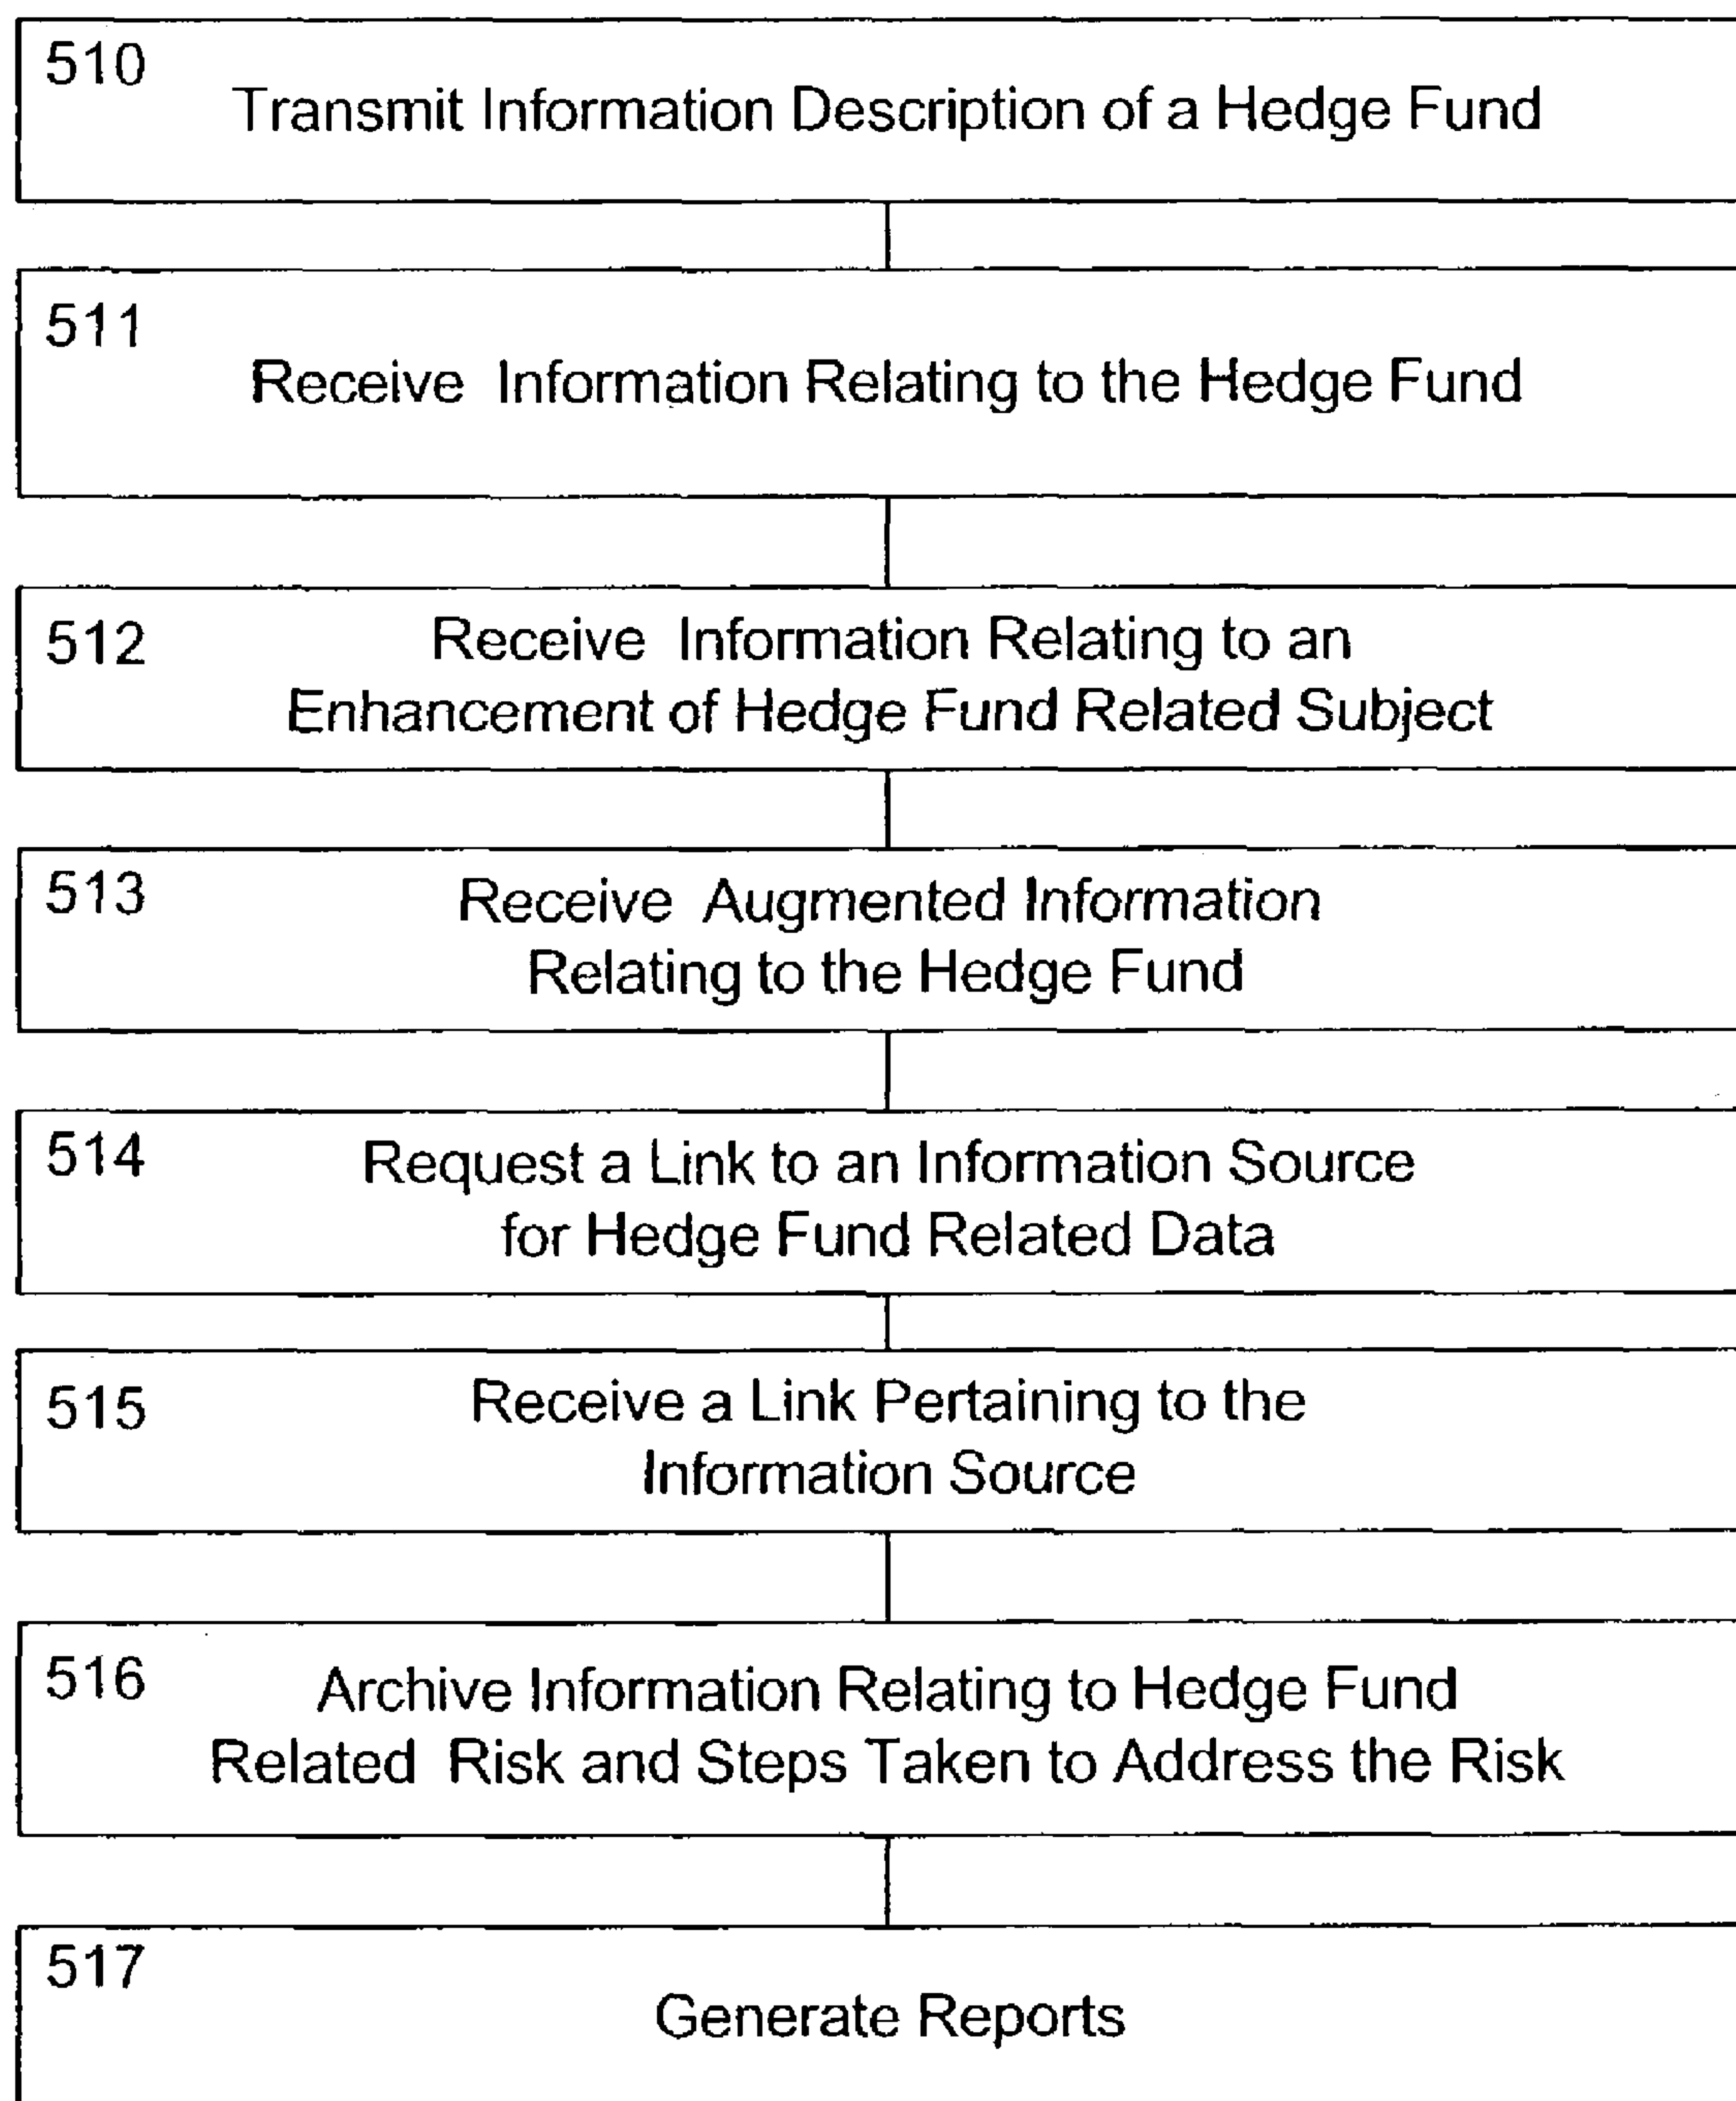 510
Transmit Information Description of a Hedge Fund
511
Receive Information Relating to the Hedge Fund
512
Receive Information Relating to an
Enhancement of Hedge Fund Related Subject
513
Receive Augmented Information
Relating to the Hedge Fund
514
Request a Link to an Information Source
for Hedge Fund Related Data
515
Receive a Link Pertaining to the
Information Source
516
Archive Information Relating to Hedge Fund
Related Risk and Steps Taken to Address the Risk
517
Generate Reports